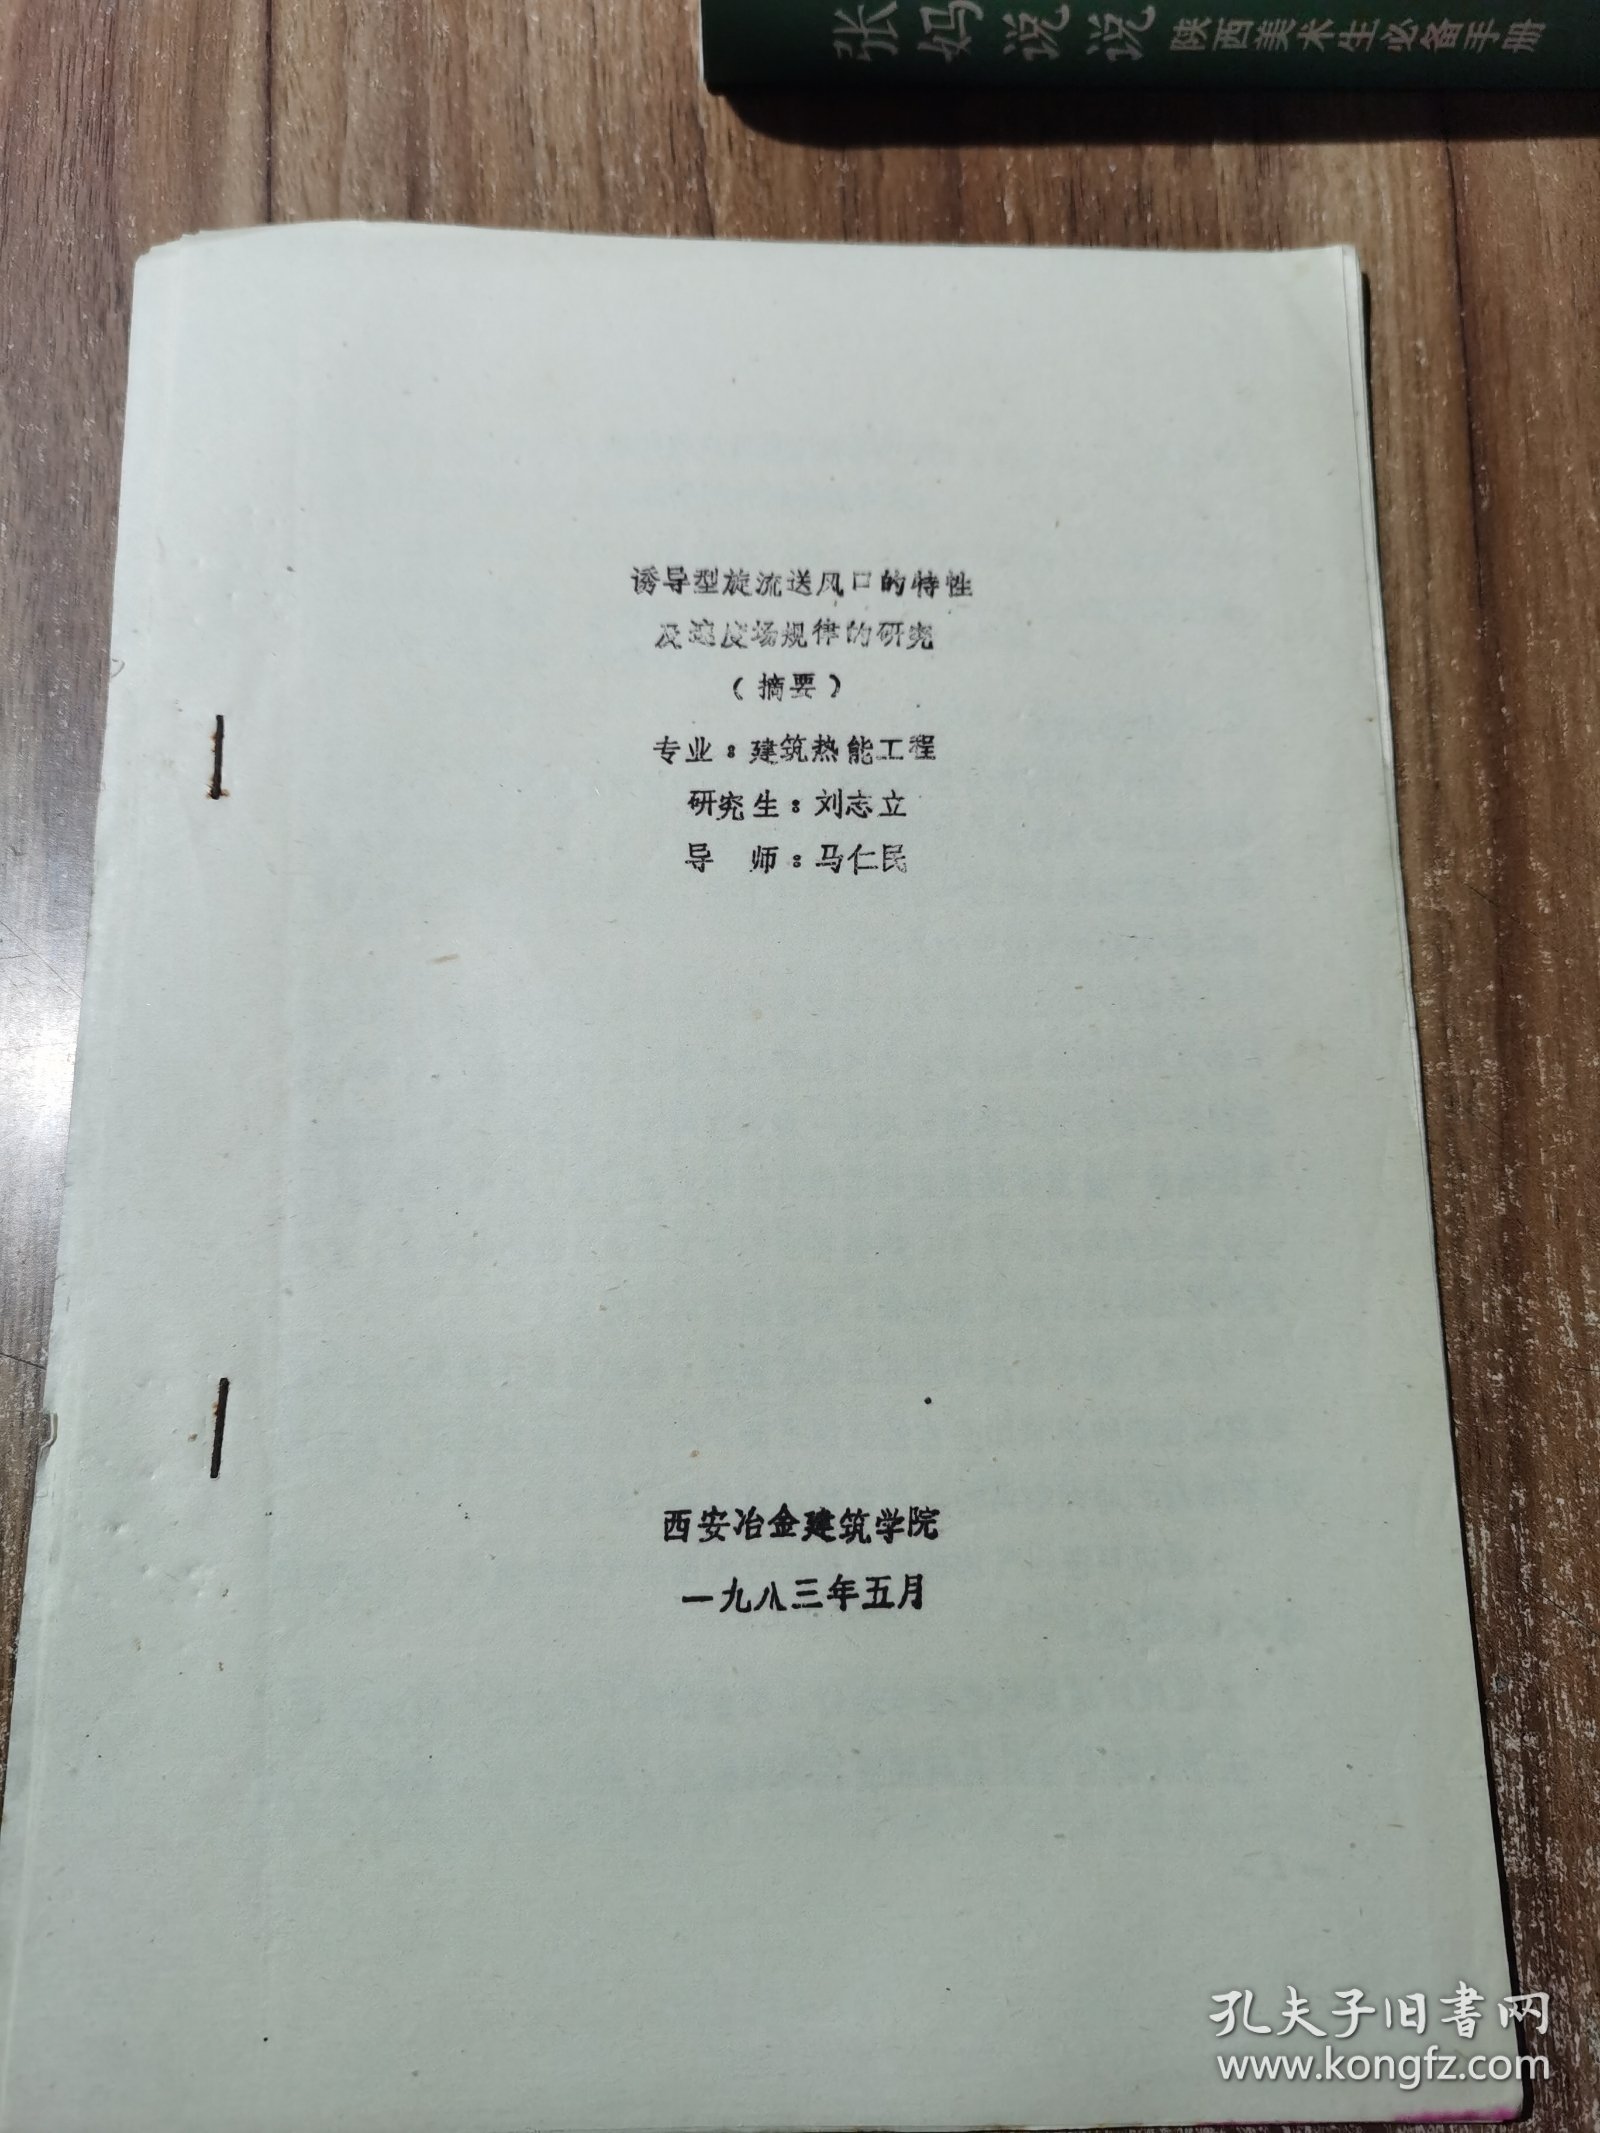 张妈说说 陕西美术生必备手册
诱导型旋流送风口的特性
及速度场规律的研究
（摘要）
专业：建筑热能工程
研究生：刘志立
导　师：马仁民
西安冶金建筑学院
一九八三年五月
孔夫子旧書网
www.kongfz.com